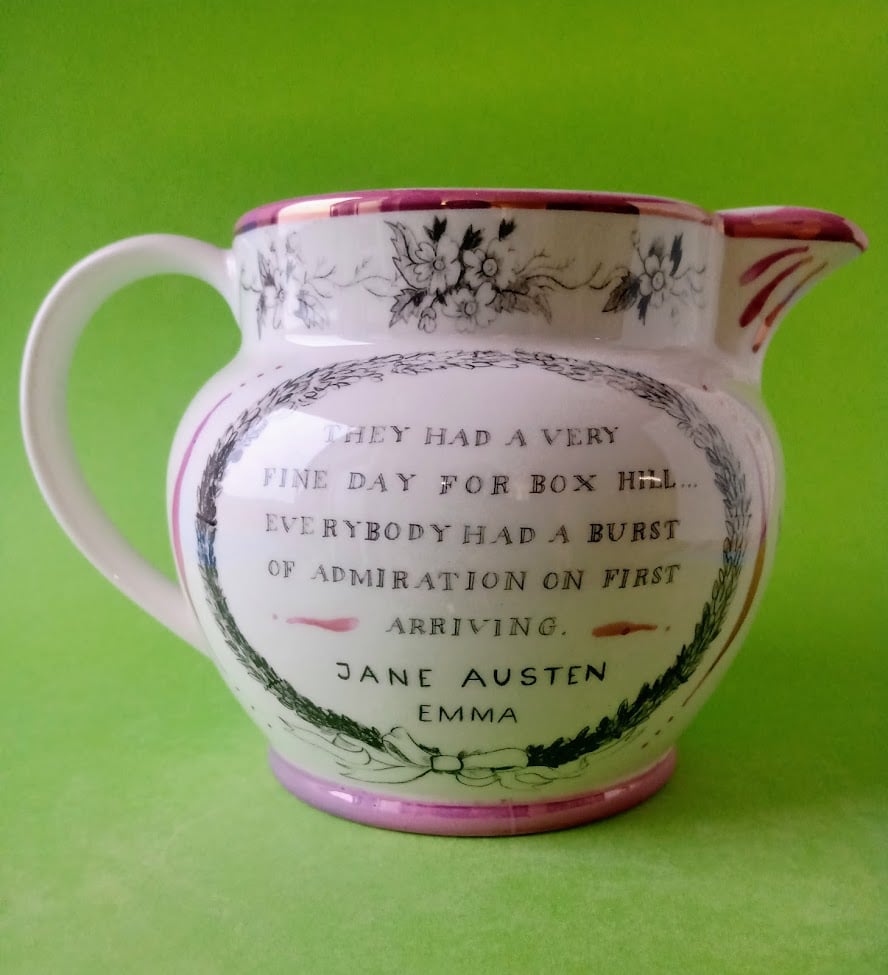 THEY HAD A VERY
FINE DAY FOR BOX HILL...
EVERYBODY HAD A BURST
OF ADMIRATION ON FIRST
ARRIVING.
JANE AUSTEN
EMMA